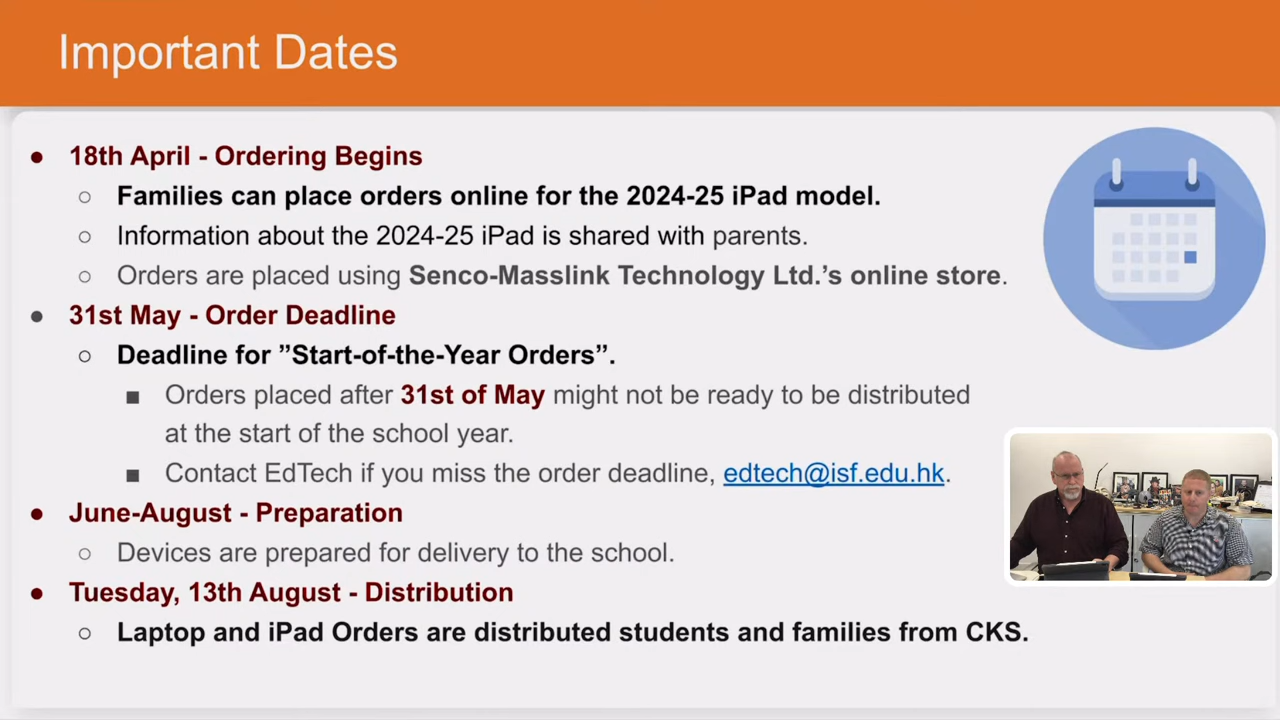 Important Dates
18th April - Ordering Begins
Families can place orders online for the 2024-25 iPad model.
Information about the 2024-25 iPad is shared with parents.
Orders are placed using Senco-Masslink Technology Ltd.’s online store.
31st May - Order Deadline
Deadline for ”Start-of-the-Year Orders”.
Orders placed after 31st of May might not be ready to be distributed
at the start of the school year.
Contact EdTech if you miss the order deadline, edtech@isf.edu.hk.
June-August - Preparation
Devices are prepared for delivery to the school.
Tuesday, 13th August - Distribution
Laptop and iPad Orders are distributed students and families from CKS.